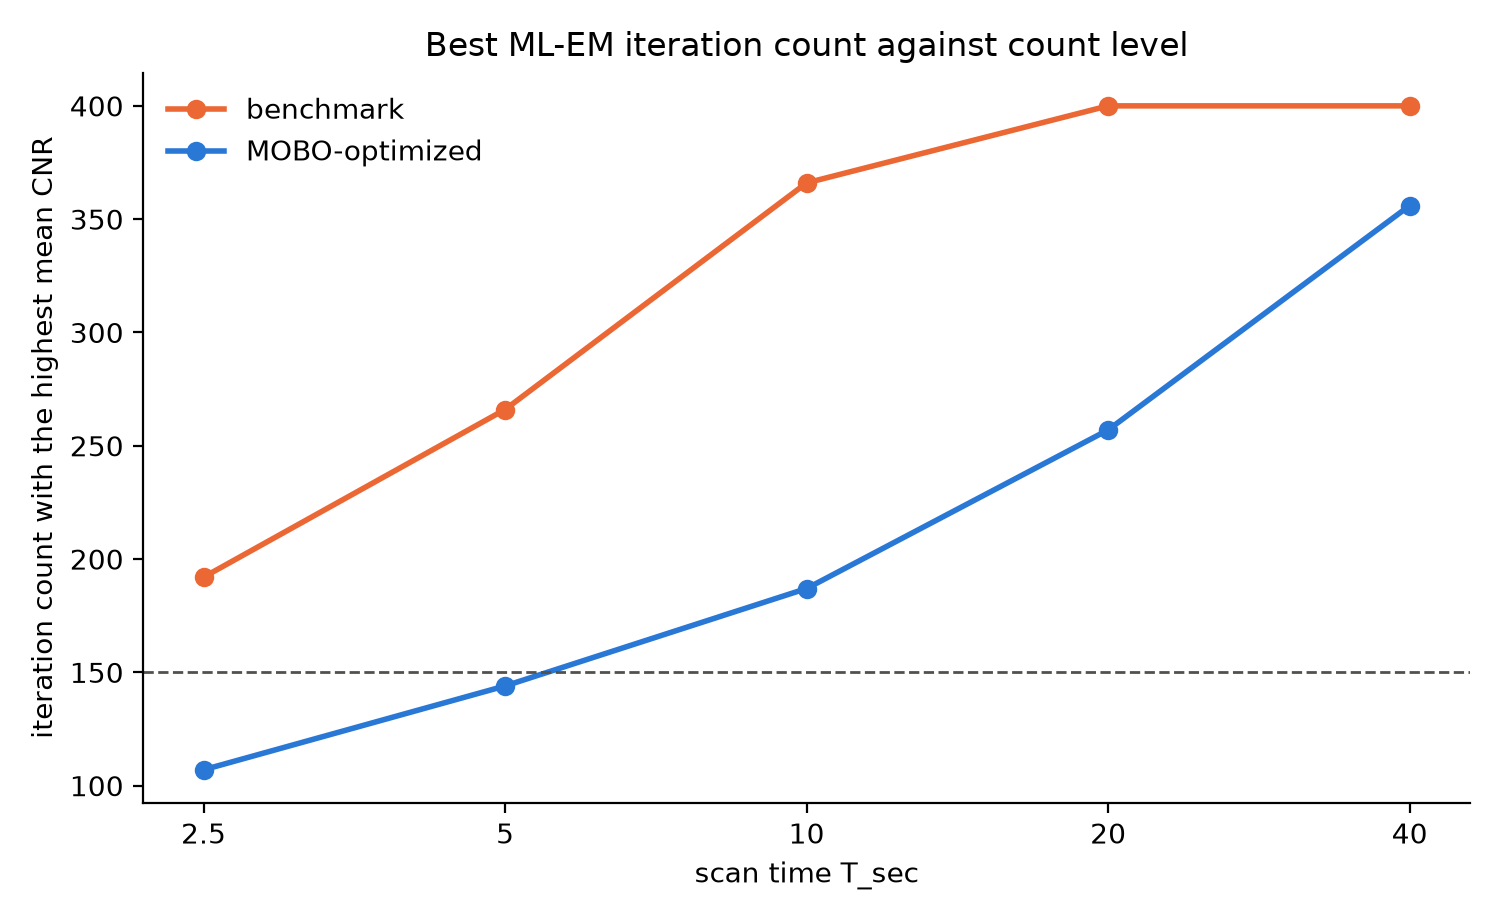 Best ML-EM iteration count against count level
benchmark
MOBO-optimized
iteration count with the highest mean CNR
400
350
300
250
200
150
100
2.5 5 10 20 40
scan time T_sec